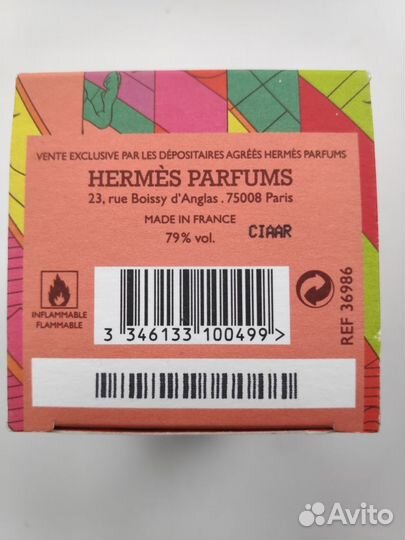 VENTE EXCLUSIVE PAR LES DÉPOSITAIRES AGRÉÉS HERMÈS PARFUMS
HERMÈS PARFUMS
23, rue Boissy d'Anglas . 75008 Paris
MADE IN FRANCE
79% vol.
CIAAR
INFLAMMABLE
FLAMMABLE
3 346133 100499 >
REF 36986
Avito